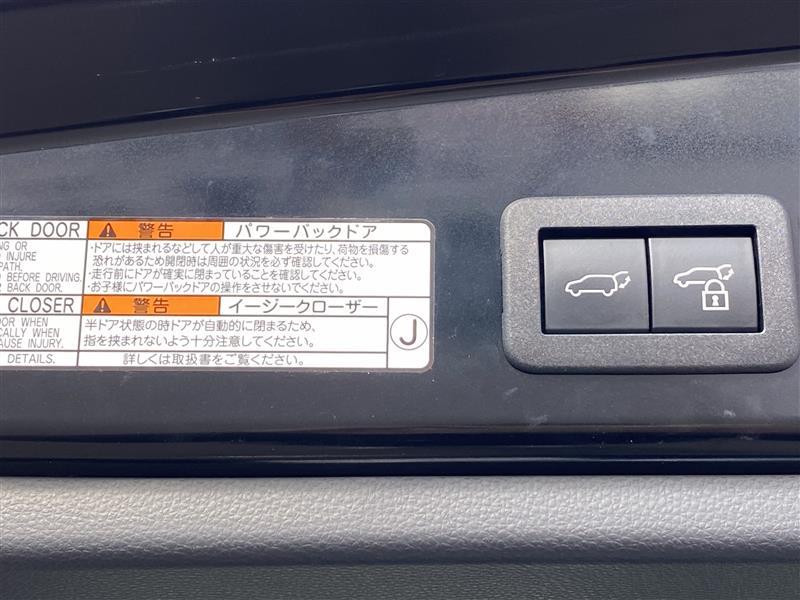 CK DOOR 警告 パワーバックドア
NG OR
INJURE
PATH.
BEFORE DRIVING.
BACK DOOR.
・ドアには挟まれるなどして人が重大な傷害を受けたり、荷物を損傷する
恐れがあるため開閉時は周囲の状況を必ず確認してください。
・走行前にドアが確実に閉まっていることを確認してください。
・お子様にパワーバックドアの操作をさせないでください。
CLOSER 警告 イージークローザー
OOR WHEN
ICALLY WHEN
AUSE INJURY.
半ドア状態の時ドアが自動的に閉まるため、
指を挟まれないよう十分注意してください。
J
DETAILS. 詳しくは取扱書をご覧ください。